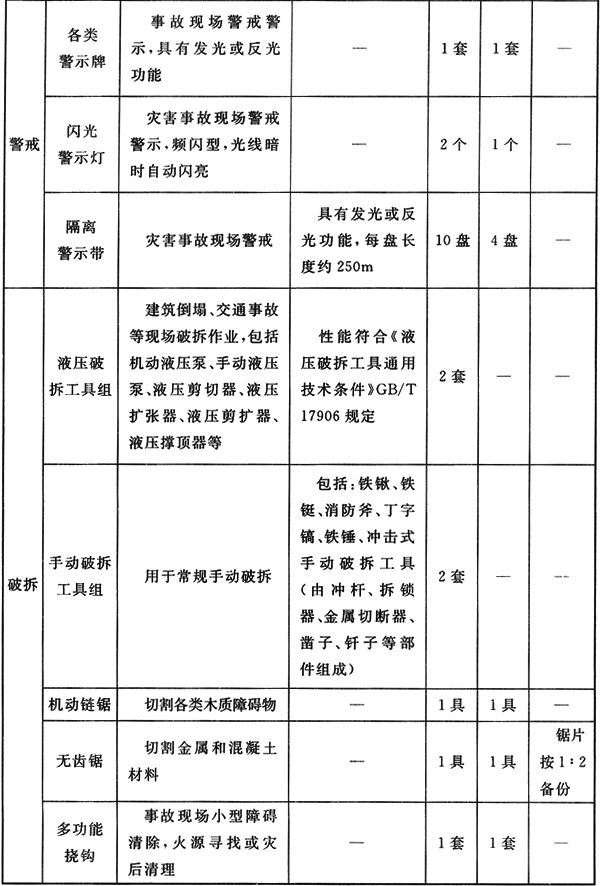 警戒
各类
警示牌
事故现场警戒警
示,具有发光或反光
功能
—
1套
1套
—
闪光
警示灯
灾害事故现场警戒
警示,频闪型,光线暗
时自动闪亮
—
2个
1个
—
隔离
警示带
灾害事故现场警戒
具有发光或反
光功能,每盘长
度约250m
10盘
4盘
—
破拆
液压破
拆工具组
建筑倒塌、交通事故
等现场破拆作业,包括
机动液压泵、手动液压
泵、液压剪切器、液压
扩张器、液压剪扩器、
液压撑顶器等
性能符合《液
压破拆工具通用
技术条件》GB/T
17906规定
2套
—
—
手动破拆
工具组
用于常规手动破拆
包括:铁锹、铁
铤、消防斧、丁字
镐、铁锤、冲击式
手动破拆工具
(由冲杆、拆锁
器、金属切断器、
凿子、钎子等部
件组成)
2套
—
—
机动链锯
切割各类木质障碍物
—
1具
1具
—
无齿锯
切割金属和混凝土
材料
—
1具
1具
锯片
按1:2
备份
多功能
挠钩
事故现场小型障碍
清除,火源寻找或灾
后清理
—
1套
1套
—